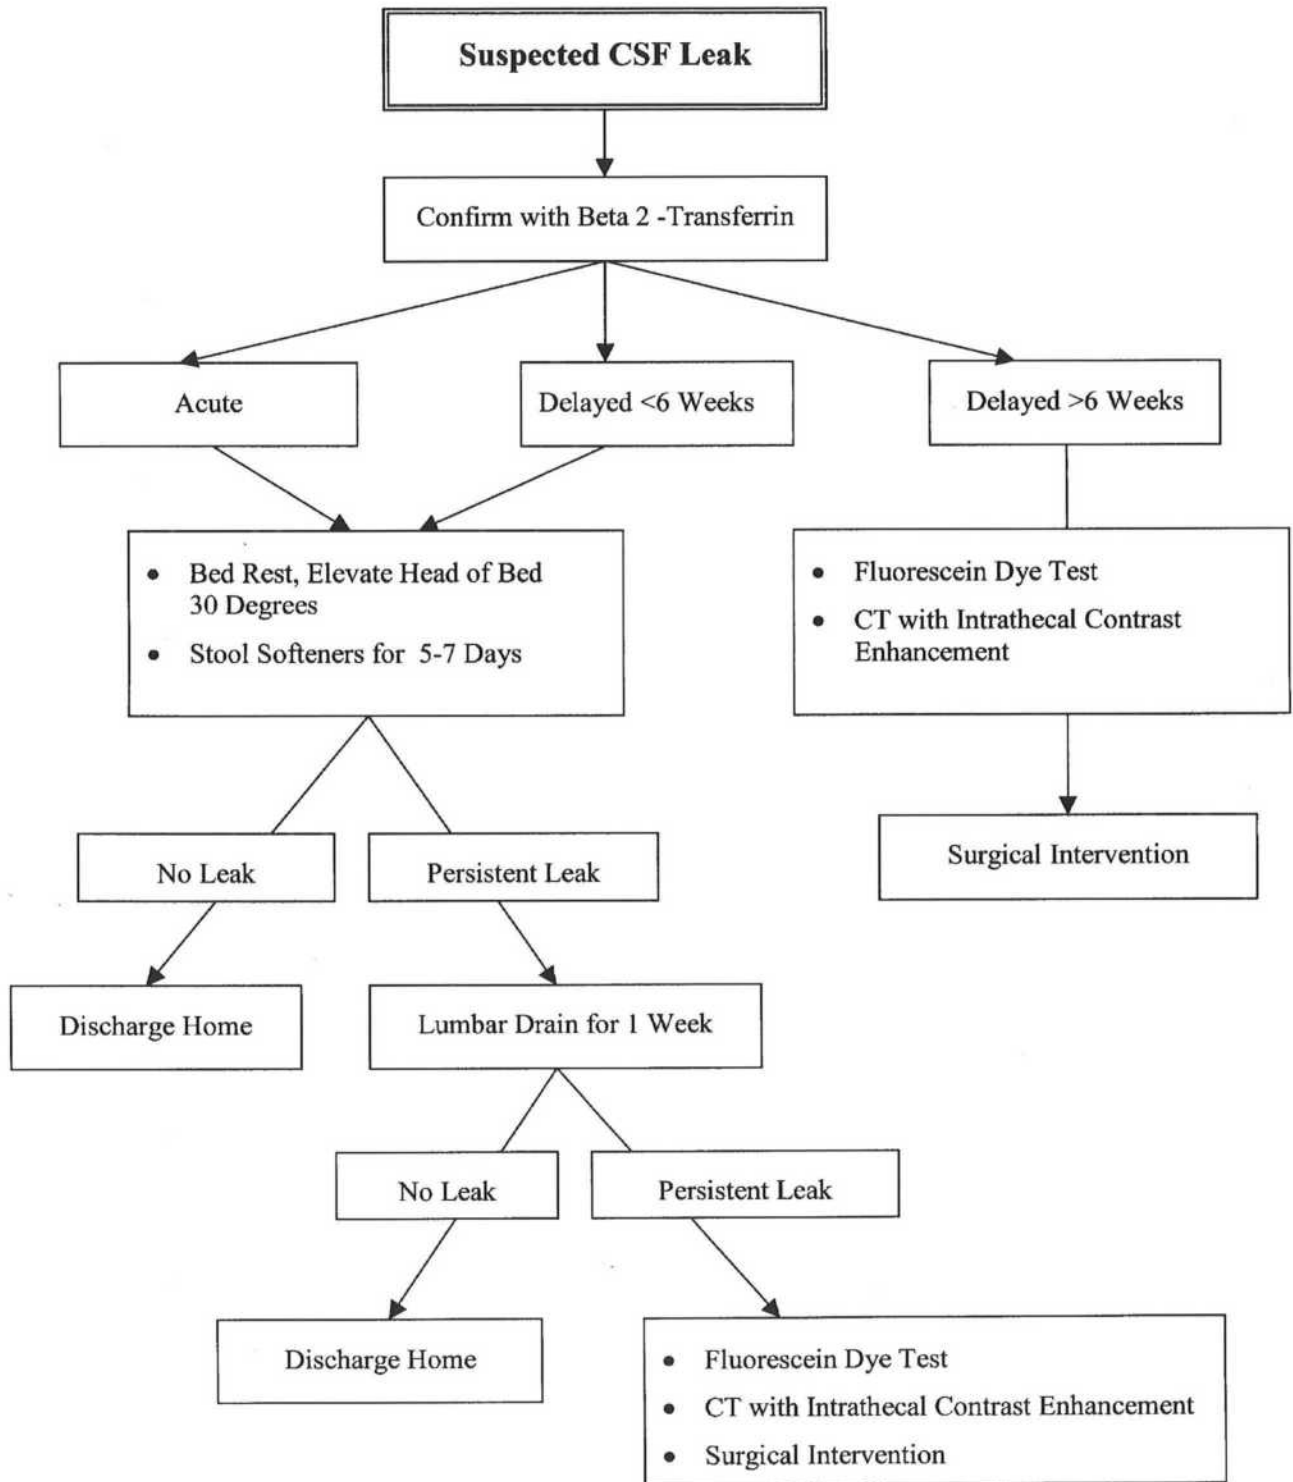 Suspected CSF Leak
Confirm with Beta 2 -Transferrin
Acute
Delayed <6 Weeks
Delayed >6 Weeks
• Bed Rest, Elevate Head of Bed
30 Degrees
• Stool Softeners for 5-7 Days
• Fluorescein Dye Test
• CT with Intrathecal Contrast
Enhancement
No Leak
Persistent Leak
Surgical Intervention
Discharge Home
Lumbar Drain for 1 Week
No Leak
Persistent Leak
Discharge Home
• Fluorescein Dye Test
• CT with Intrathecal Contrast Enhancement
• Surgical Intervention